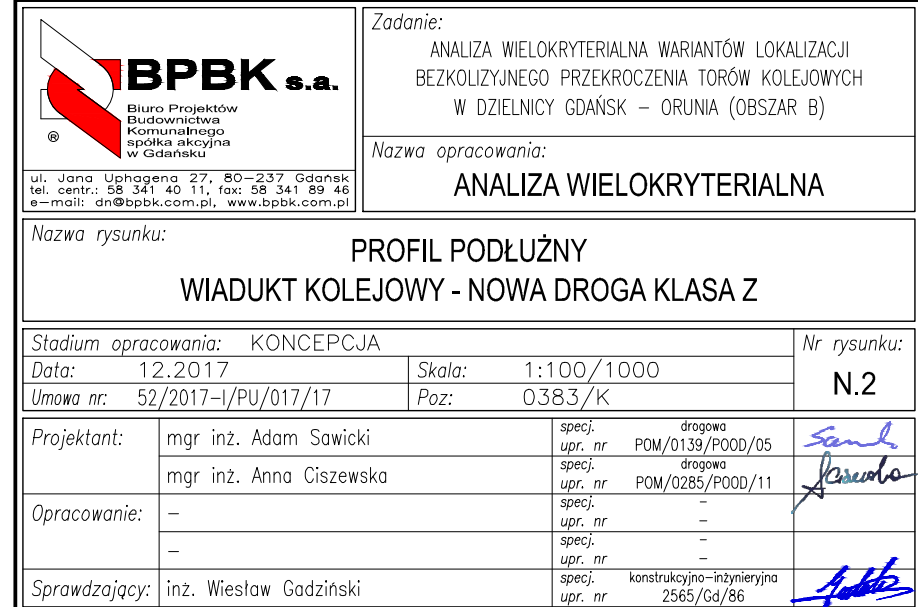 BPBK s.a.
Biuro Projektów
Budownictwa
Komunalnego
spółka akcyjna
w Gdańsku
®
ul. Jana Uphagena 27, 80-237 Gdańsk
tel. centr.: 58 341 40 11, fax: 58 341 89 46
e-mail: dn@bpbk.com.pl, www.bpbk.com.pl
Zadanie:
ANALIZA WIELOKRYTERIALNA WARIANTÓW LOKALIZACJI
BEZKOLIZYJNEGO PRZEKROCZENIA TORÓW KOLEJOWYCH
W DZIELNICY GDAŃSK – ORUNIA (OBSZAR B)
Nazwa opracowania:
ANALIZA WIELOKRYTERIALNA
Nazwa rysunku:
PROFIL PODŁUŻNY
WIADUKT KOLEJOWY - NOWA DROGA KLASA Z
Stadium opracowania: KONCEPCJA
Data: 12.2017 Skala: 1:100/1000
Umowa nr: 52/2017-I/PU/017/17 Poz: 0383/K
Nr rysunku:
N.2
Projektant: mgr inż. Adam Sawicki specj. drogowa
upr. nr POM/0139/POOD/05
mgr inż. Anna Ciszewska specj. drogowa
upr. nr POM/0285/POOD/11
Opracowanie: – specj. –
upr. nr –
– specj. –
upr. nr –
Sprawdzający: inż. Wiesław Gadziński specj. konstrukcyjno-inżynieryjna
upr. nr 2565/Gd/86